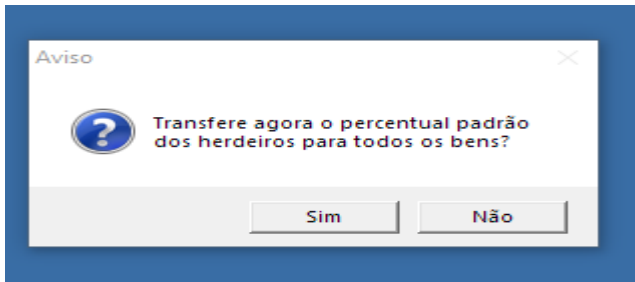 Aviso
Transfere agora o percentual padrão
dos herdeiros para todos os bens?
Sim
Não